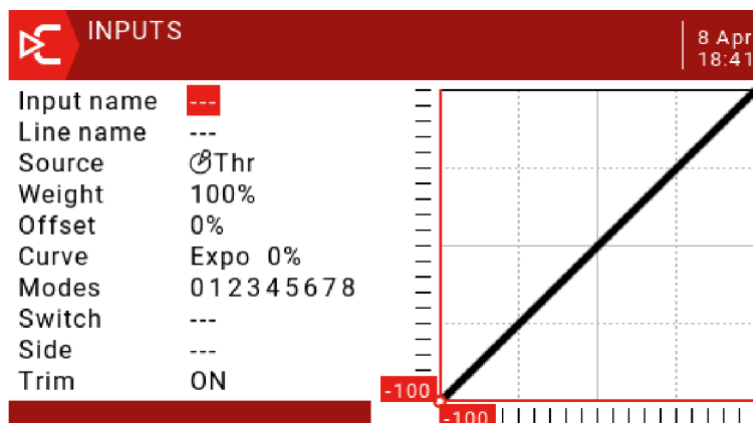 INPUTS
8 Apr
18:41
Input name ---
Line name ---
Source Thr
Weight 100%
Offset 0%
Curve Expo 0%
Modes 012345678
Switch ---
Side ---
Trim ON
-100
-100